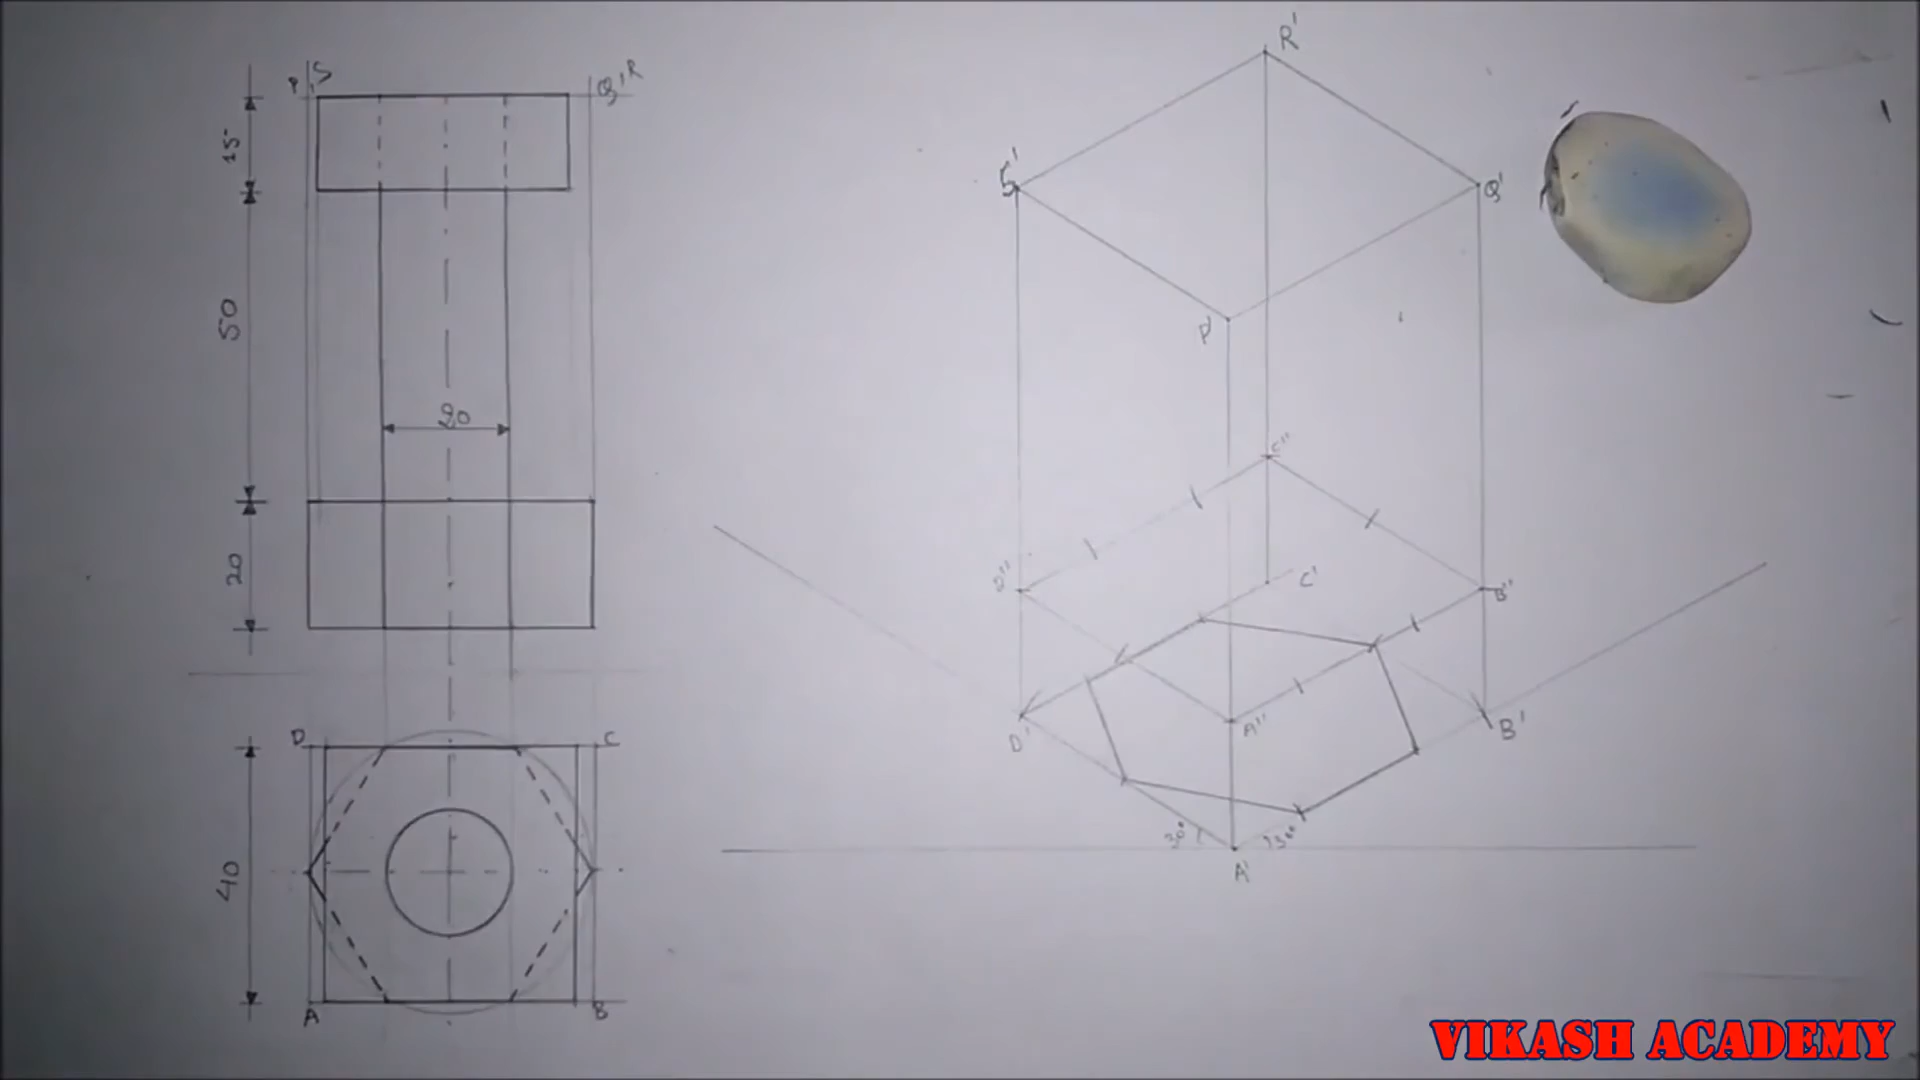 P, S
Q, R
15
50
20
20
D
C
40
A
B
R'
S'
Q'
P'
C''
D''
B''
A''
C'
D'
B'
30°
30°
A'
VIKASH ACADEMY